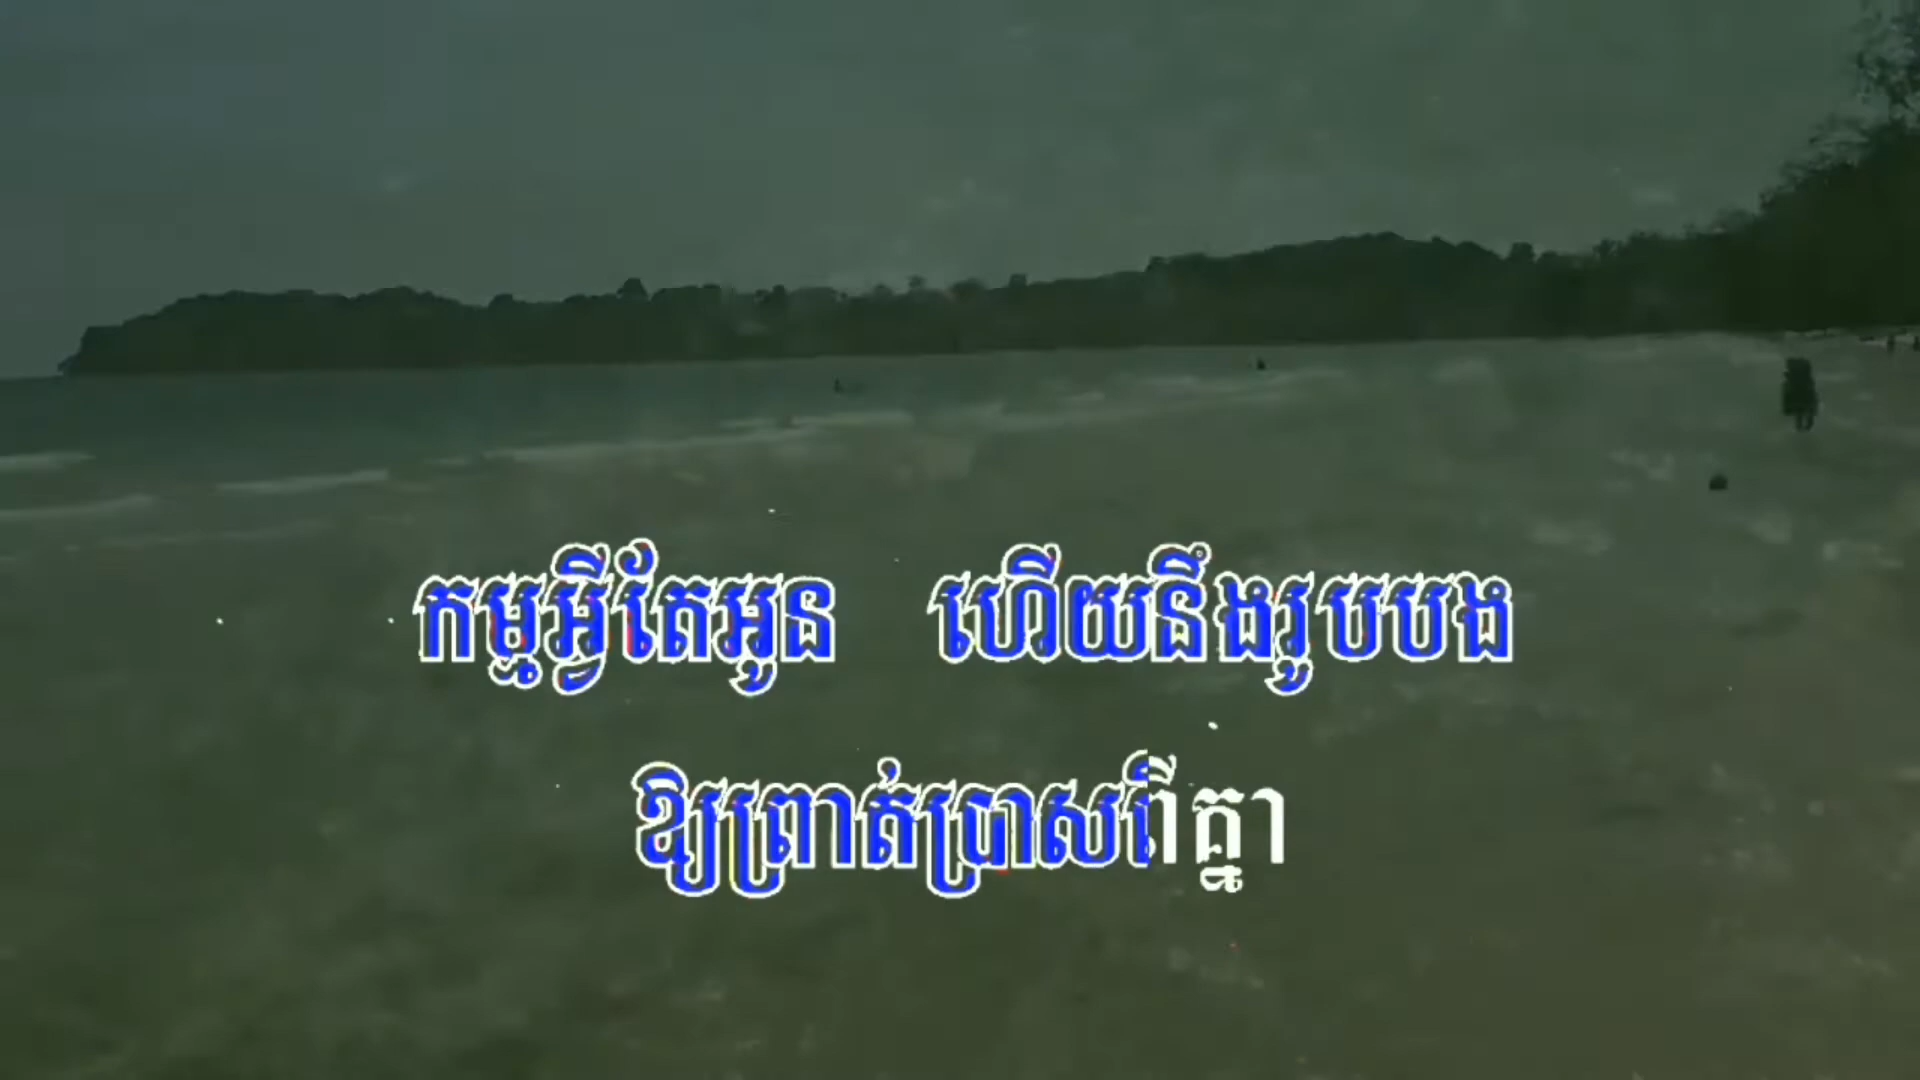 កម្មអ្វីតែអូន ហើយនឹងរូបបង
ឱ្យព្រាត់ប្រាសពីគ្នា